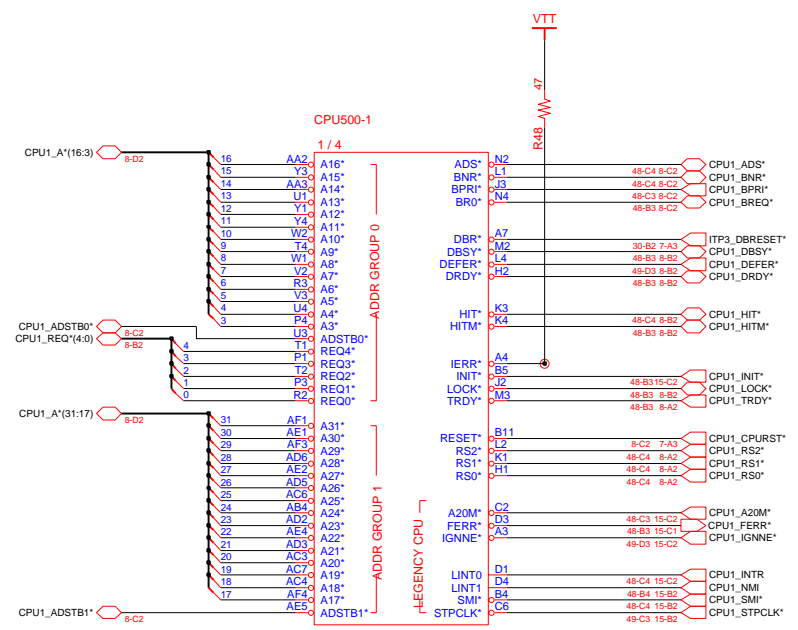 VTT
47
R48
CPU500-1
1 / 4
CPU1_A*(16:3)
8-D2
16 AA2 A16*
15 Y3 A15*
14 AA3 A14*
13 U1 A13*
12 Y1 A12*
11 Y4 A11*
10 W2 A10*
9 T4 A9*
8 W1 A8*
7 V2 A7*
6 R3 A6*
5 V3 A5*
4 U4 A4*
3 P4 A3*
ADDR GROUP 0
CPU1_ADSTB0*
8-C2
U3 ADSTB0*
CPU1_REQ*(4:0)
8-B2
4 T1 REQ4*
3 P1 REQ3*
2 T2 REQ2*
1 P3 REQ1*
0 R2 REQ0*
CPU1_A*(31:17)
8-D2
31 AF1 A31*
30 AE1 A30*
29 AF3 A29*
28 AD6 A28*
27 AE2 A27*
26 AD5 A26*
25 AC6 A25*
24 AB4 A24*
23 AD2 A23*
22 AE4 A22*
21 AD3 A21*
20 AC3 A20*
19 AC7 A19*
18 AC4 A18*
17 AF4 A17*
ADDR GROUP 1
CPU1_ADSTB1*
8-C2
AE5 ADSTB1*
ADS* N2 CPU1_ADS*
48-C4 8-C2
BNR* L1 CPU1_BNR*
48-C4 8-C2
BPRI* J3 CPU1_BPRI*
48-C3 8-C2
BR0* N4 CPU1_BREQ*
48-B3 8-B2
DBR* A7 ITP3_DBRESET*
30-B2 7-A3
DBSY* M2 CPU1_DBSY*
48-B3 8-B2
DEFER* L4 CPU1_DEFER*
49-D3 8-B2
DRDY* H2 CPU1_DRDY*
48-B3 8-B2
HIT* K3 CPU1_HIT*
48-C4 8-B2
HITM* K4 CPU1_HITM*
48-B3 8-B2
IERR* A4
INIT* B5 CPU1_INIT*
48-B3 15-C2
LOCK* J2 CPU1_LOCK*
48-B3 8-B2
TRDY* M3 CPU1_TRDY*
48-B3 8-A2
RESET* B11 CPU1_CPURST*
8-C2 7-A3
RS2* L2 CPU1_RS2*
48-C4 8-A2
RS1* K1 CPU1_RS1*
48-C4 8-A2
RS0* H1 CPU1_RS0*
48-C4 8-A2
LEGENCY CPU
A20M* C2 CPU1_A20M*
48-C3 15-C2
FERR* D3 CPU1_FERR*
48-B3 15-C1
IGNNE* A3 CPU1_IGNNE*
49-D3 15-C2
LINT0 D1 CPU1_INTR
48-C4 15-C2
LINT1 D4 CPU1_NMI
48-B4 15-B2
SMI* B4 CPU1_SMI*
48-C4 15-B2
STPCLK* C6 CPU1_STPCLK*
49-C3 15-B2